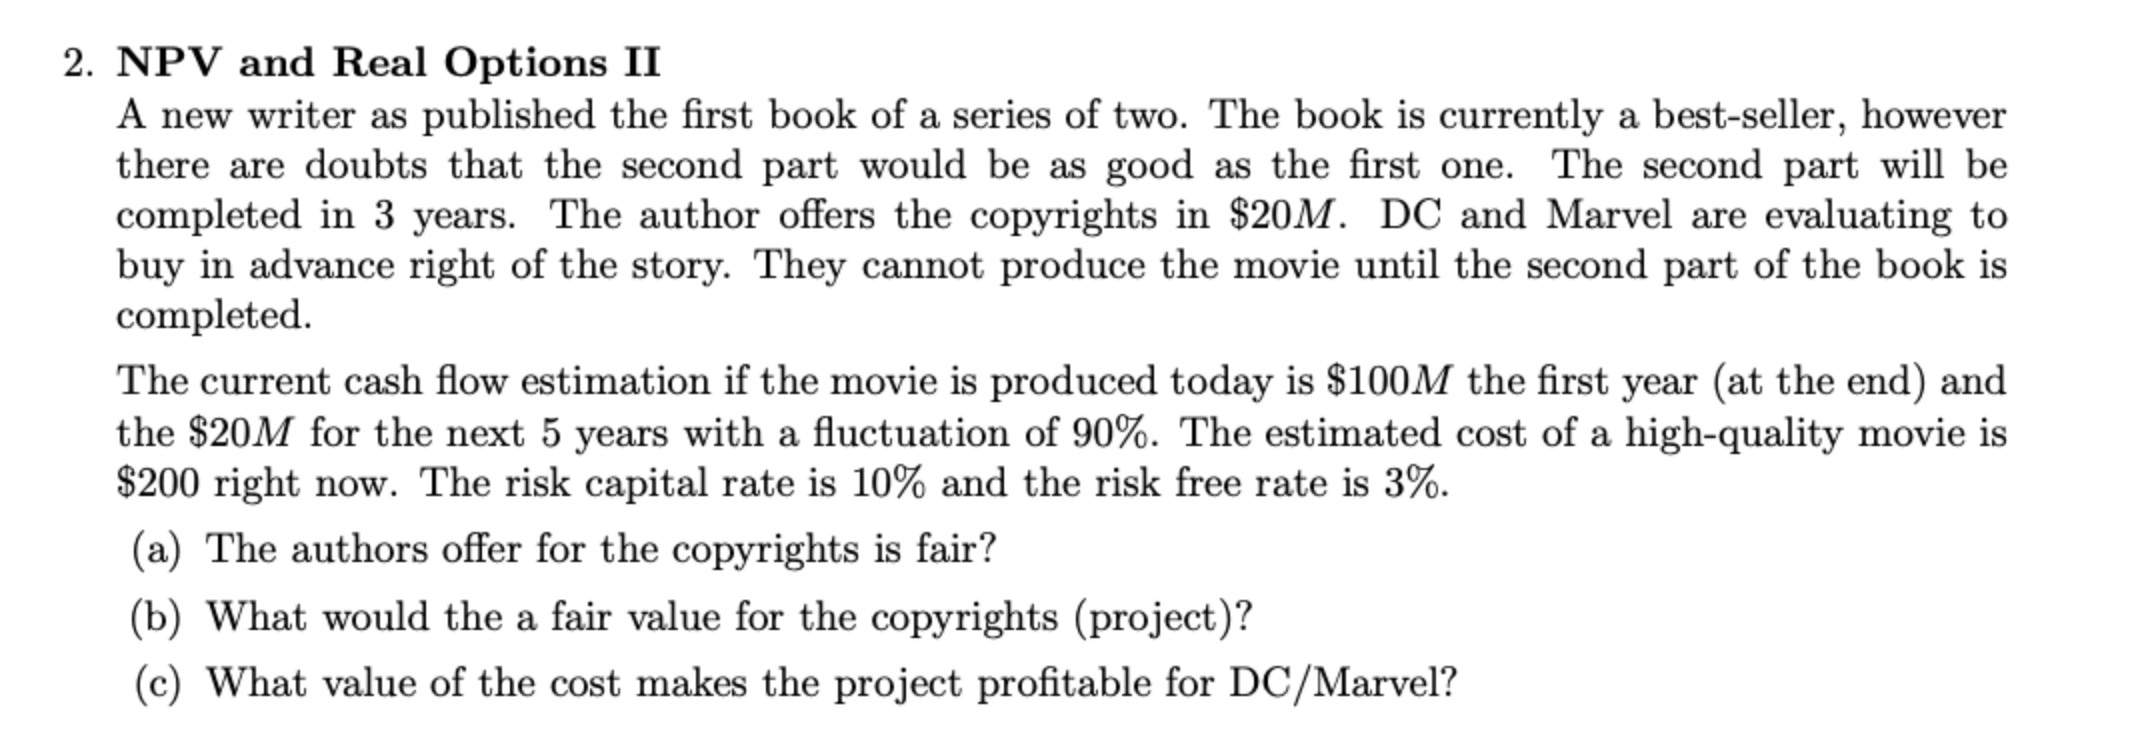 2. NPV and Real Options II
A new writer as published the first book of a series of two. The book is currently a best-seller, however
there are doubts that the second part would be as good as the first one. The second part will be
completed in 3 years. The author offers the copyrights in $20M. DC and Marvel are evaluating to
buy in advance right of the story. They cannot produce the movie until the second part of the book is
completed.
The current cash flow estimation if the movie is produced today is $100M the first year (at the end) and
the $20M for the next 5 years with a fluctuation of 90%. The estimated cost of a high-quality movie is
$200 right now. The risk capital rate is 10% and the risk free rate is 3%.
(a) The authors offer for the copyrights is fair?
(b) What would the a fair value for the copyrights (project)?
(c) What value of the cost makes the project profitable for DC/Marvel?